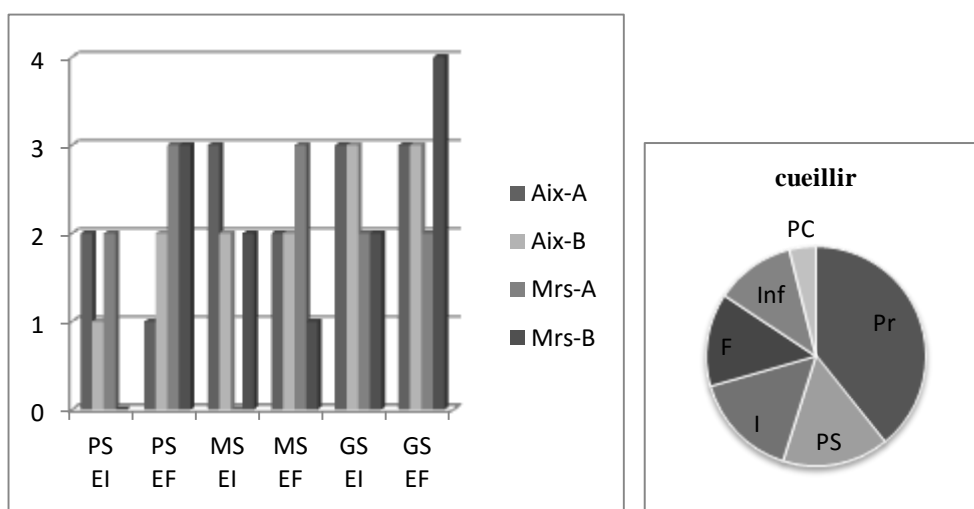 4
3
2
1
0
PS PS MS MS GS GS
EI EF EI EF EI EF
Aix-A
Aix-B
Mrs-A
Mrs-B
cueillir
PC
Inf
Pr
F
I
PS